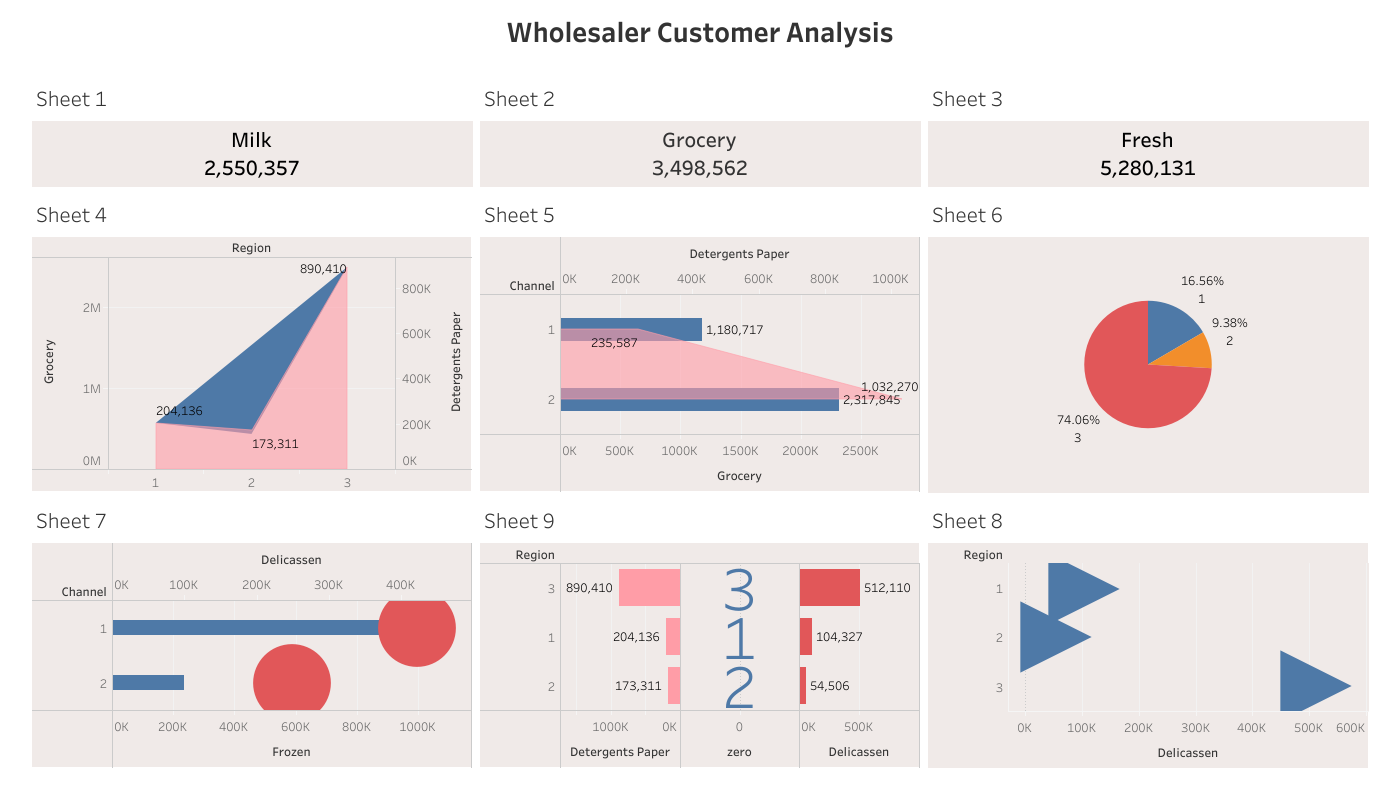 Wholesaler Customer Analysis
Sheet 1
Milk
2,550,357
Sheet 2
Grocery
3,498,562
Sheet 3
Fresh
5,280,131
Sheet 4
Region
890,410
800K
2M
600K
Grocery
Detergents Paper
400K
1M
204,136
200K
173,311
0M
0K
1 2 3
Sheet 5
Detergents Paper
0K 200K 400K 600K 800K 1000K
Channel
1
1,180,717
235,587
1,032,270
2
2,317,845
0K 500K 1000K 1500K 2000K 2500K
Grocery
Sheet 6
16.56%
1
9.38%
2
74.06%
3
Sheet 7
Delicassen
0K 100K 200K 300K 400K
Channel
1
2
0K 200K 400K 600K 800K 1000K
Frozen
Sheet 9
Region
3 890,410 3 512,110
1 204,136 1 104,327
2 173,311 2 54,506
1000K 0K 0 0K 500K
Detergents Paper zero Delicassen
Sheet 8
Region
1
2
3
0K 100K 200K 300K 400K 500K 600K
Delicassen